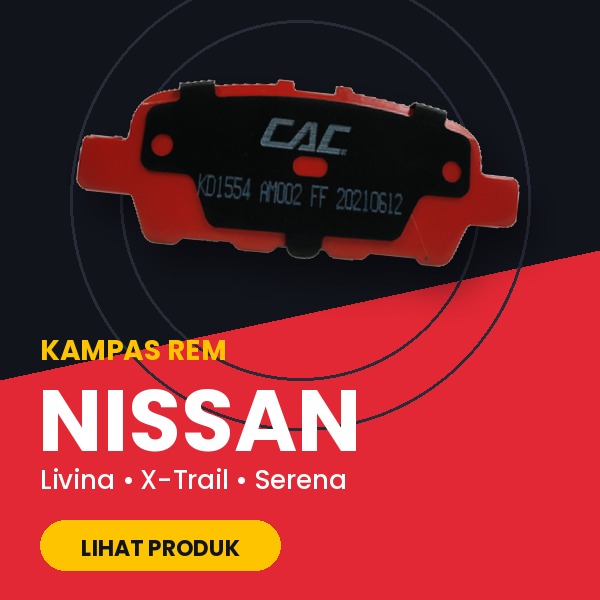 CAC
KD1554 AM002 FF 20210612
KAMPAS REM
NISSAN
Livina • X-Trail • Serena
LIHAT PRODUK